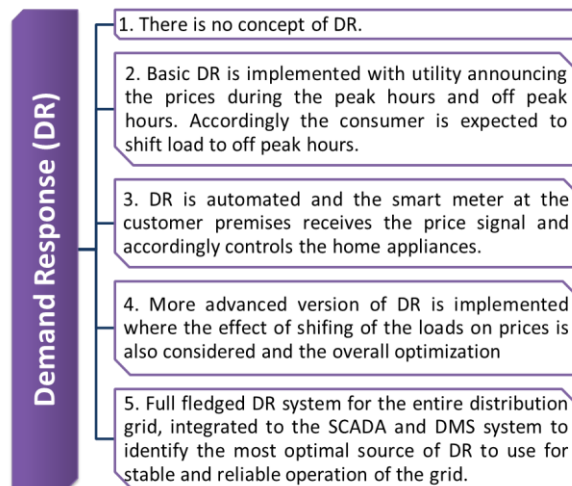 Demand Response (DR)
1. There is no concept of DR.
2. Basic DR is implemented with utility announcing
the prices during the peak hours and off peak
hours. Accordingly the consumer is expected to
shift load to off peak hours.
3. DR is automated and the smart meter at the
customer premises receives the price signal and
accordingly controls the home appliances.
4. More advanced version of DR is implemented
where the effect of shifing of the loads on prices is
also considered and the overall optimization
5. Full fledged DR system for the entire distribution
grid, integrated to the SCADA and DMS system to
identify the most optimal source of DR to use for
stable and reliable operation of the grid.